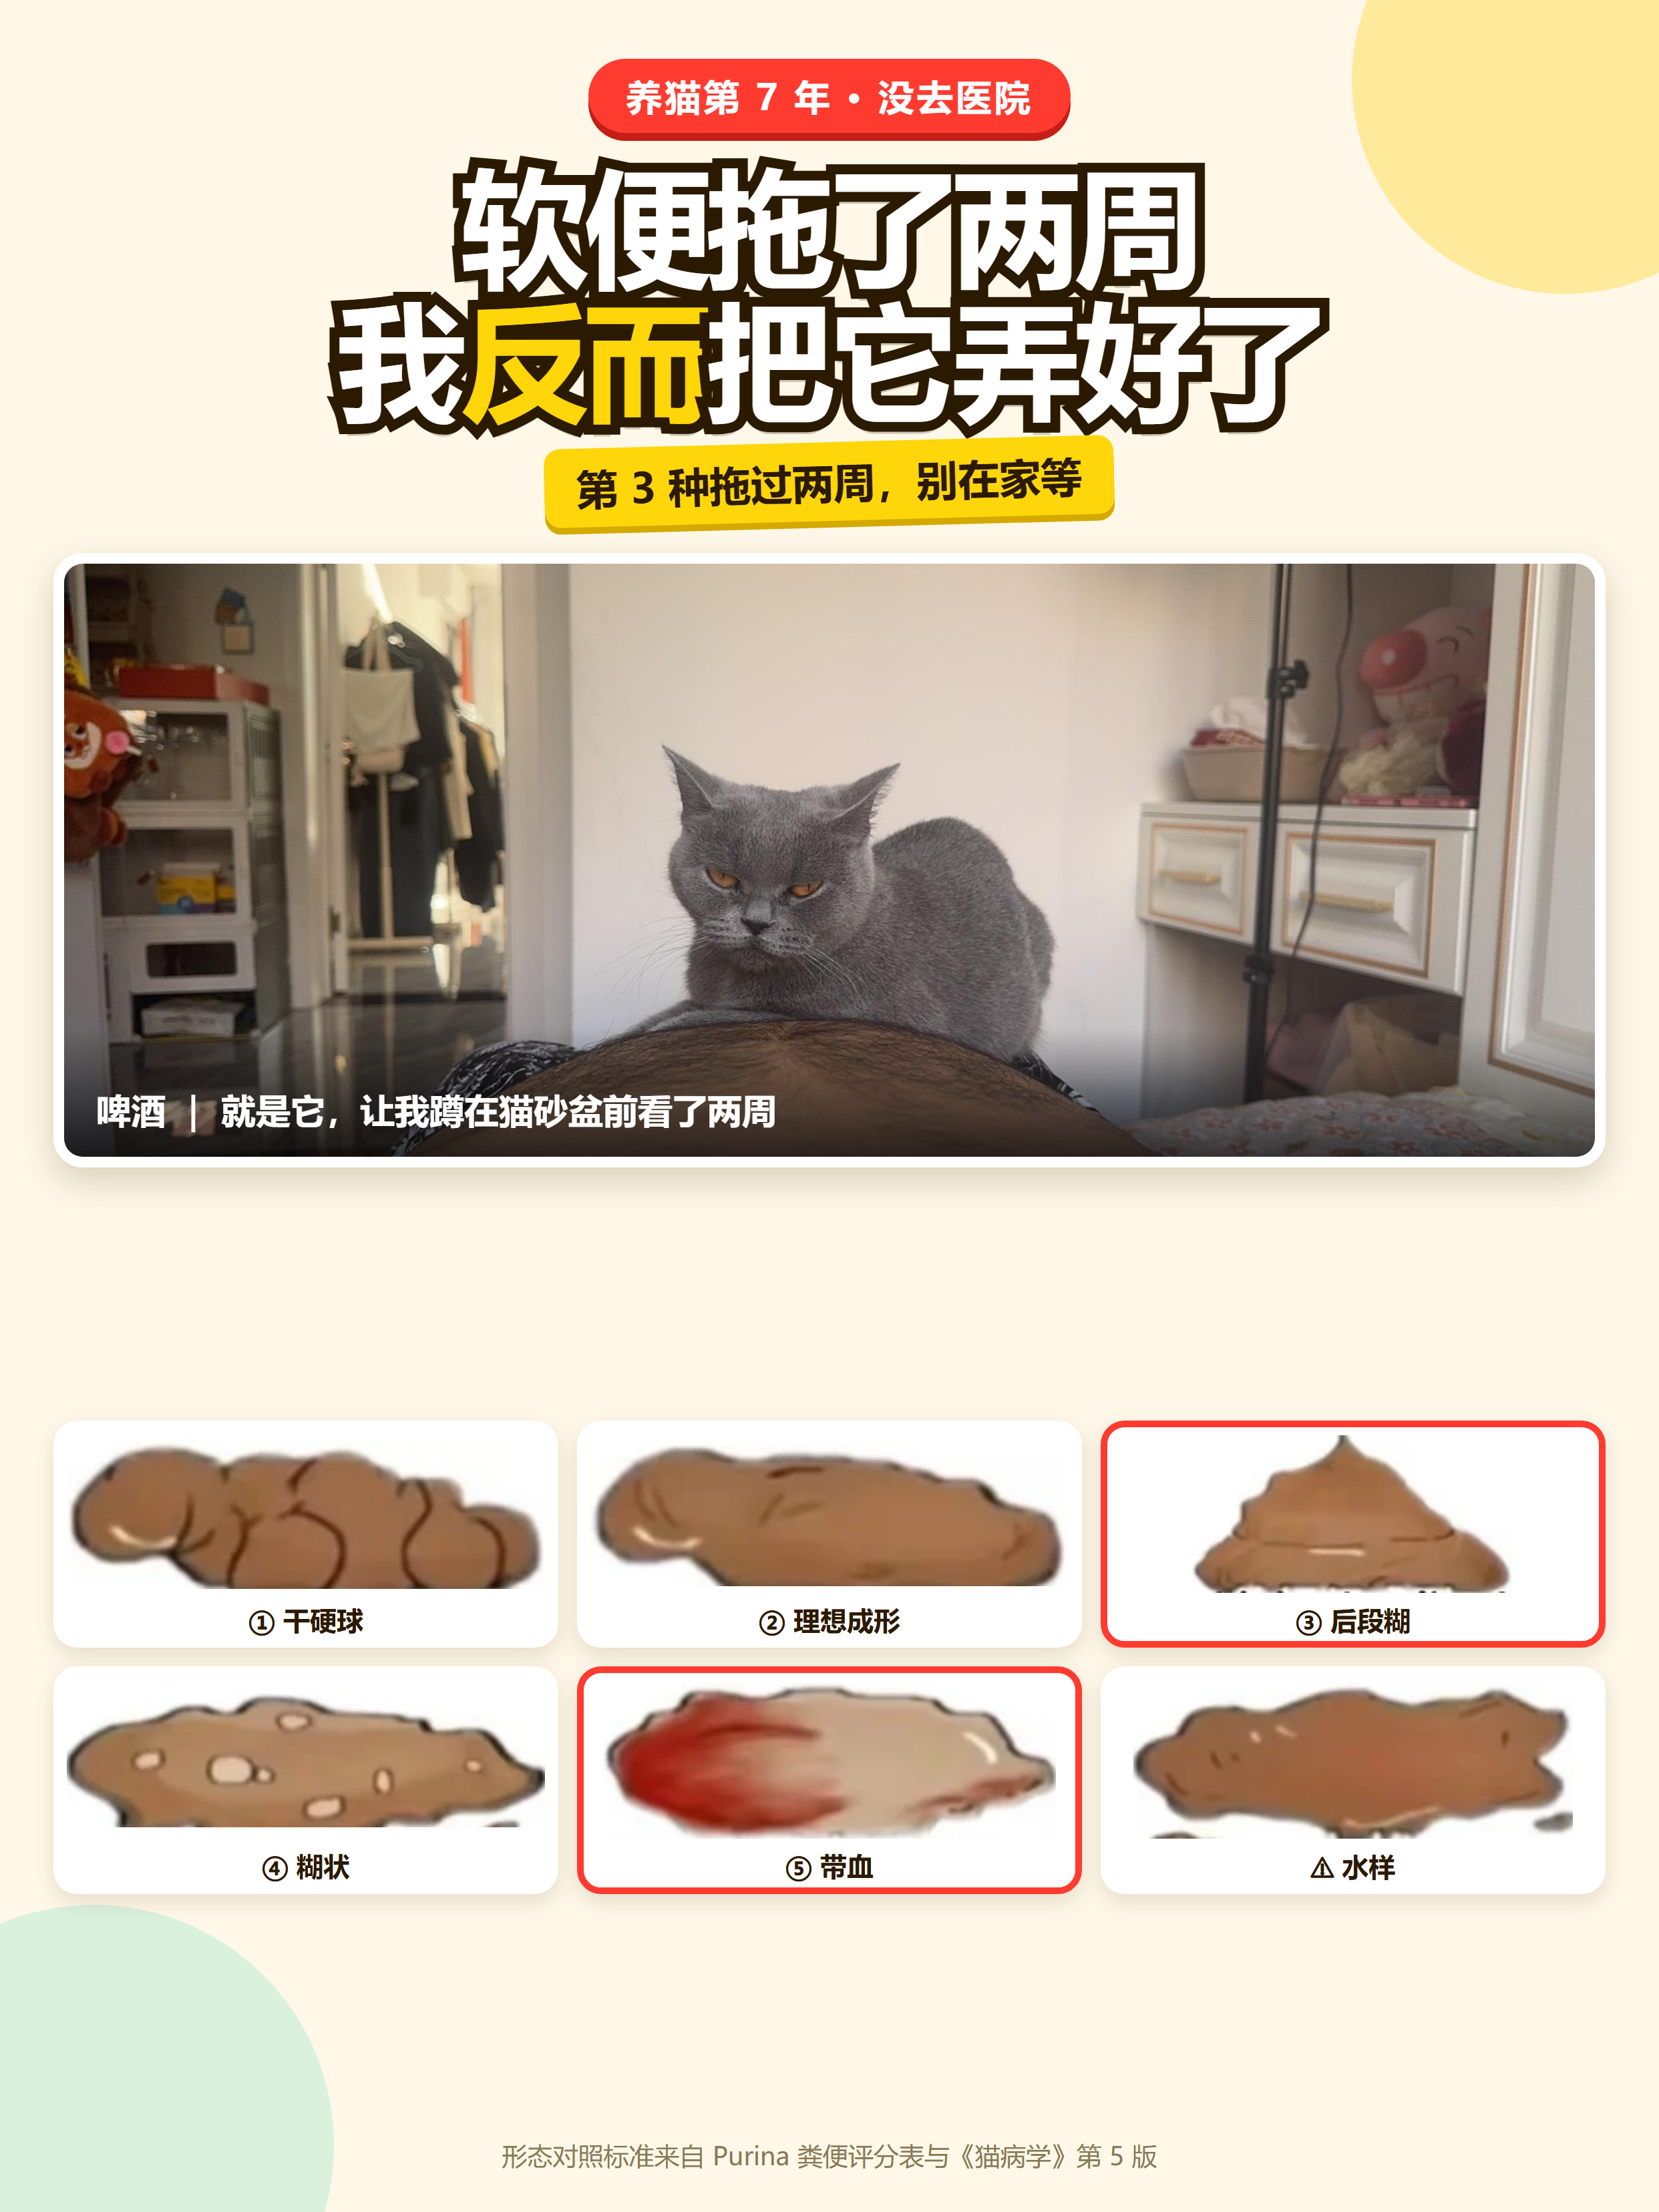 养猫第 7 年 · 没去医院
软便拖了两周
我反而把它弄好了
第 3 种拖过两周，别在家等
啤酒 ｜ 就是它，让我蹲在猫砂盆前看了两周
① 干硬球
② 理想成形
③ 后段糊
④ 糊状
⑤ 带血
⚠ 水样
形态对照标准来自 Purina 粪便评分表与《猫病学》第 5 版